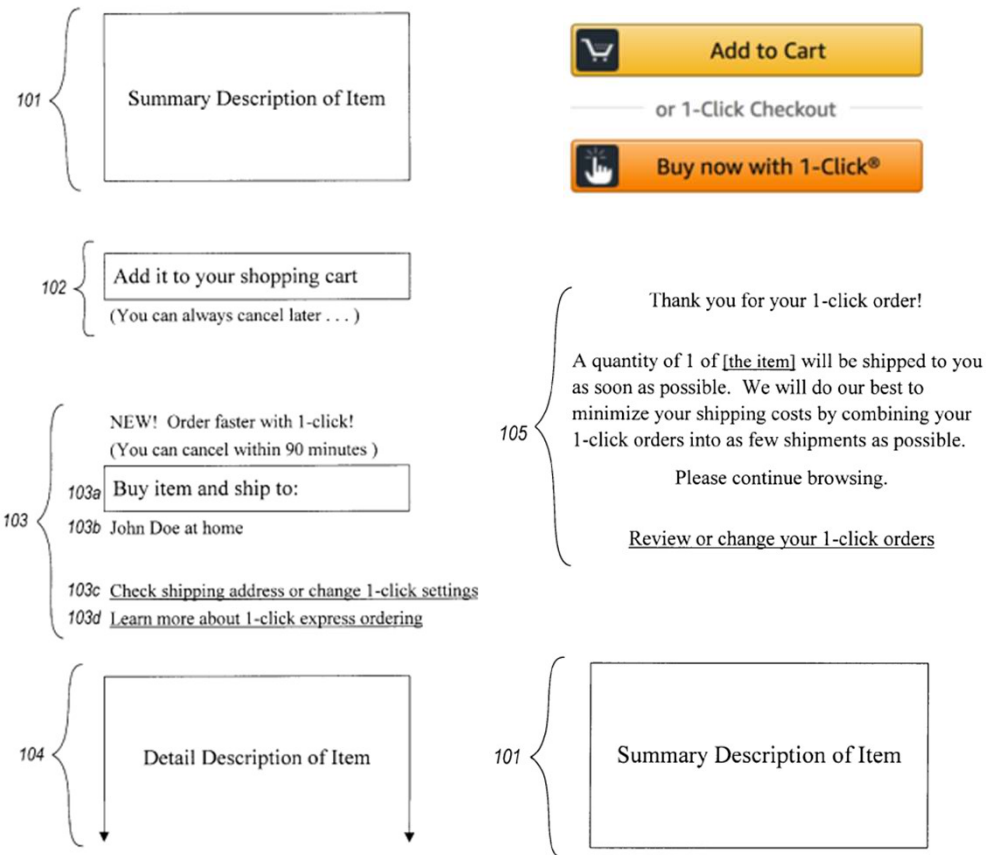 101
Summary Description of Item
102
Add it to your shopping cart
(You can always cancel later . . . )
NEW! Order faster with 1-click!
(You can cancel within 90 minutes )
103
103a Buy item and ship to:
103b John Doe at home
103c Check shipping address or change 1-click settings
103d Learn more about 1-click express ordering
104
Detail Description of Item
Add to Cart
or 1-Click Checkout
Buy now with 1-Click®
105
Thank you for your 1-click order!
A quantity of 1 of [the item] will be shipped to you
as soon as possible. We will do our best to
minimize your shipping costs by combining your
1-click orders into as few shipments as possible.
Please continue browsing.
Review or change your 1-click orders
101
Summary Description of Item